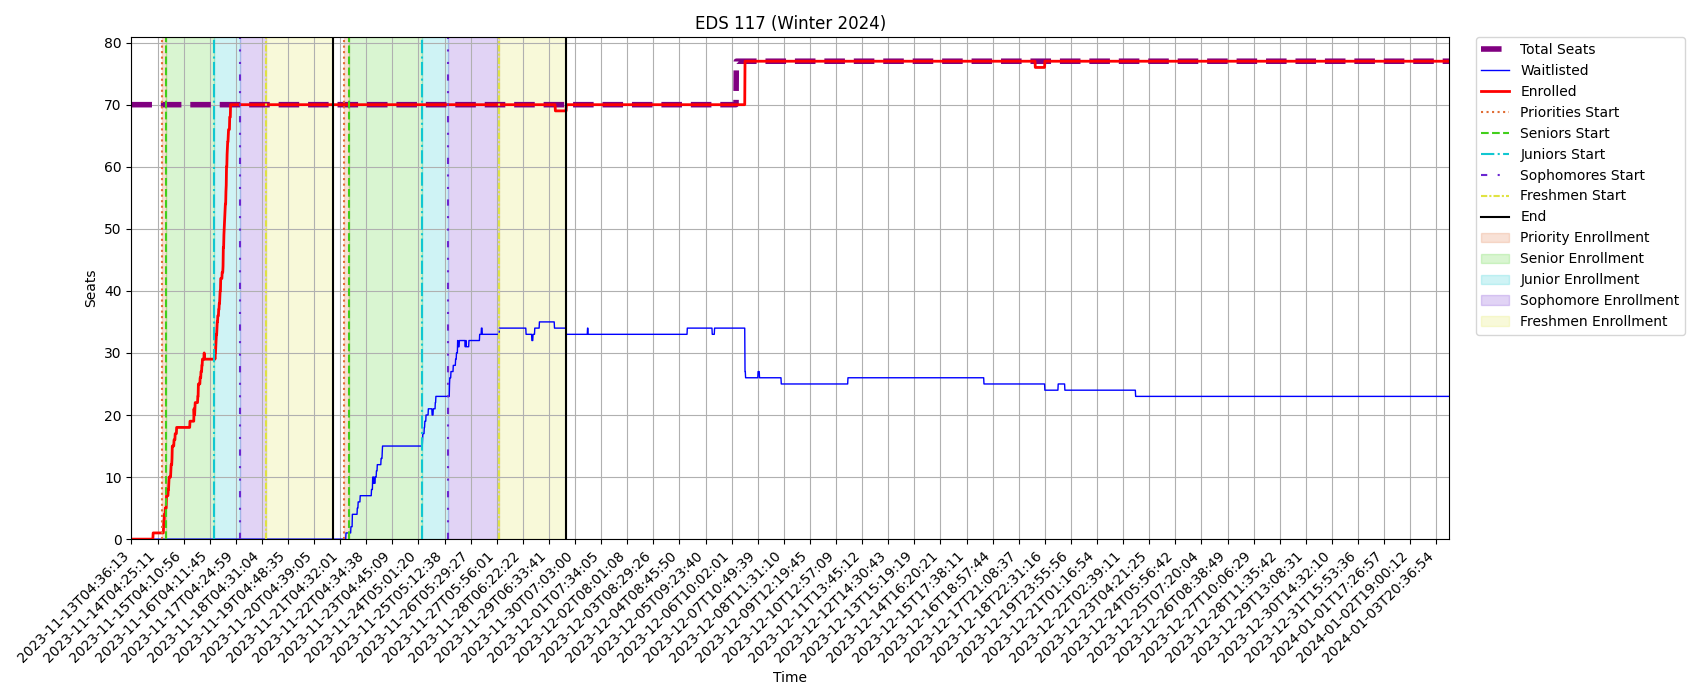 EDS 117 (Winter 2024)
80
70
60
50
40
30
20
10
0
Seats
2023-11-13T04:36:13
2023-11-14T04:25:11
2023-11-15T04:10:56
2023-11-16T04:11:45
2023-11-17T04:24:59
2023-11-18T04:31:04
2023-11-19T04:48:35
2023-11-20T04:39:05
2023-11-21T04:32:01
2023-11-22T04:34:38
2023-11-23T04:45:09
2023-11-24T05:01:20
2023-11-25T05:12:38
2023-11-26T05:29:27
2023-11-27T05:56:01
2023-11-28T06:22:22
2023-11-29T06:33:41
2023-11-30T07:03:00
2023-12-01T07:34:05
2023-12-02T08:01:08
2023-12-03T08:29:26
2023-12-04T08:45:50
2023-12-05T09:23:40
2023-12-06T10:02:01
2023-12-07T10:49:39
2023-12-08T11:31:10
2023-12-09T12:19:45
2023-12-10T12:57:09
2023-12-11T13:45:12
2023-12-12T14:30:43
2023-12-13T15:19:19
2023-12-14T16:20:21
2023-12-15T17:38:11
2023-12-16T18:57:44
2023-12-17T21:08:37
2023-12-18T22:31:16
2023-12-19T23:55:56
2023-12-21T01:16:54
2023-12-22T02:39:11
2023-12-23T04:21:25
2023-12-24T05:56:42
2023-12-25T07:20:04
2023-12-26T08:38:49
2023-12-27T10:06:29
2023-12-28T11:35:42
2023-12-29T13:08:31
2023-12-30T14:32:10
2023-12-31T15:53:36
2024-01-01T17:26:57
2024-01-02T19:00:12
2024-01-03T20:36:54
Time
Total Seats
Waitlisted
Enrolled
Priorities Start
Seniors Start
Juniors Start
Sophomores Start
Freshmen Start
End
Priority Enrollment
Senior Enrollment
Junior Enrollment
Sophomore Enrollment
Freshmen Enrollment